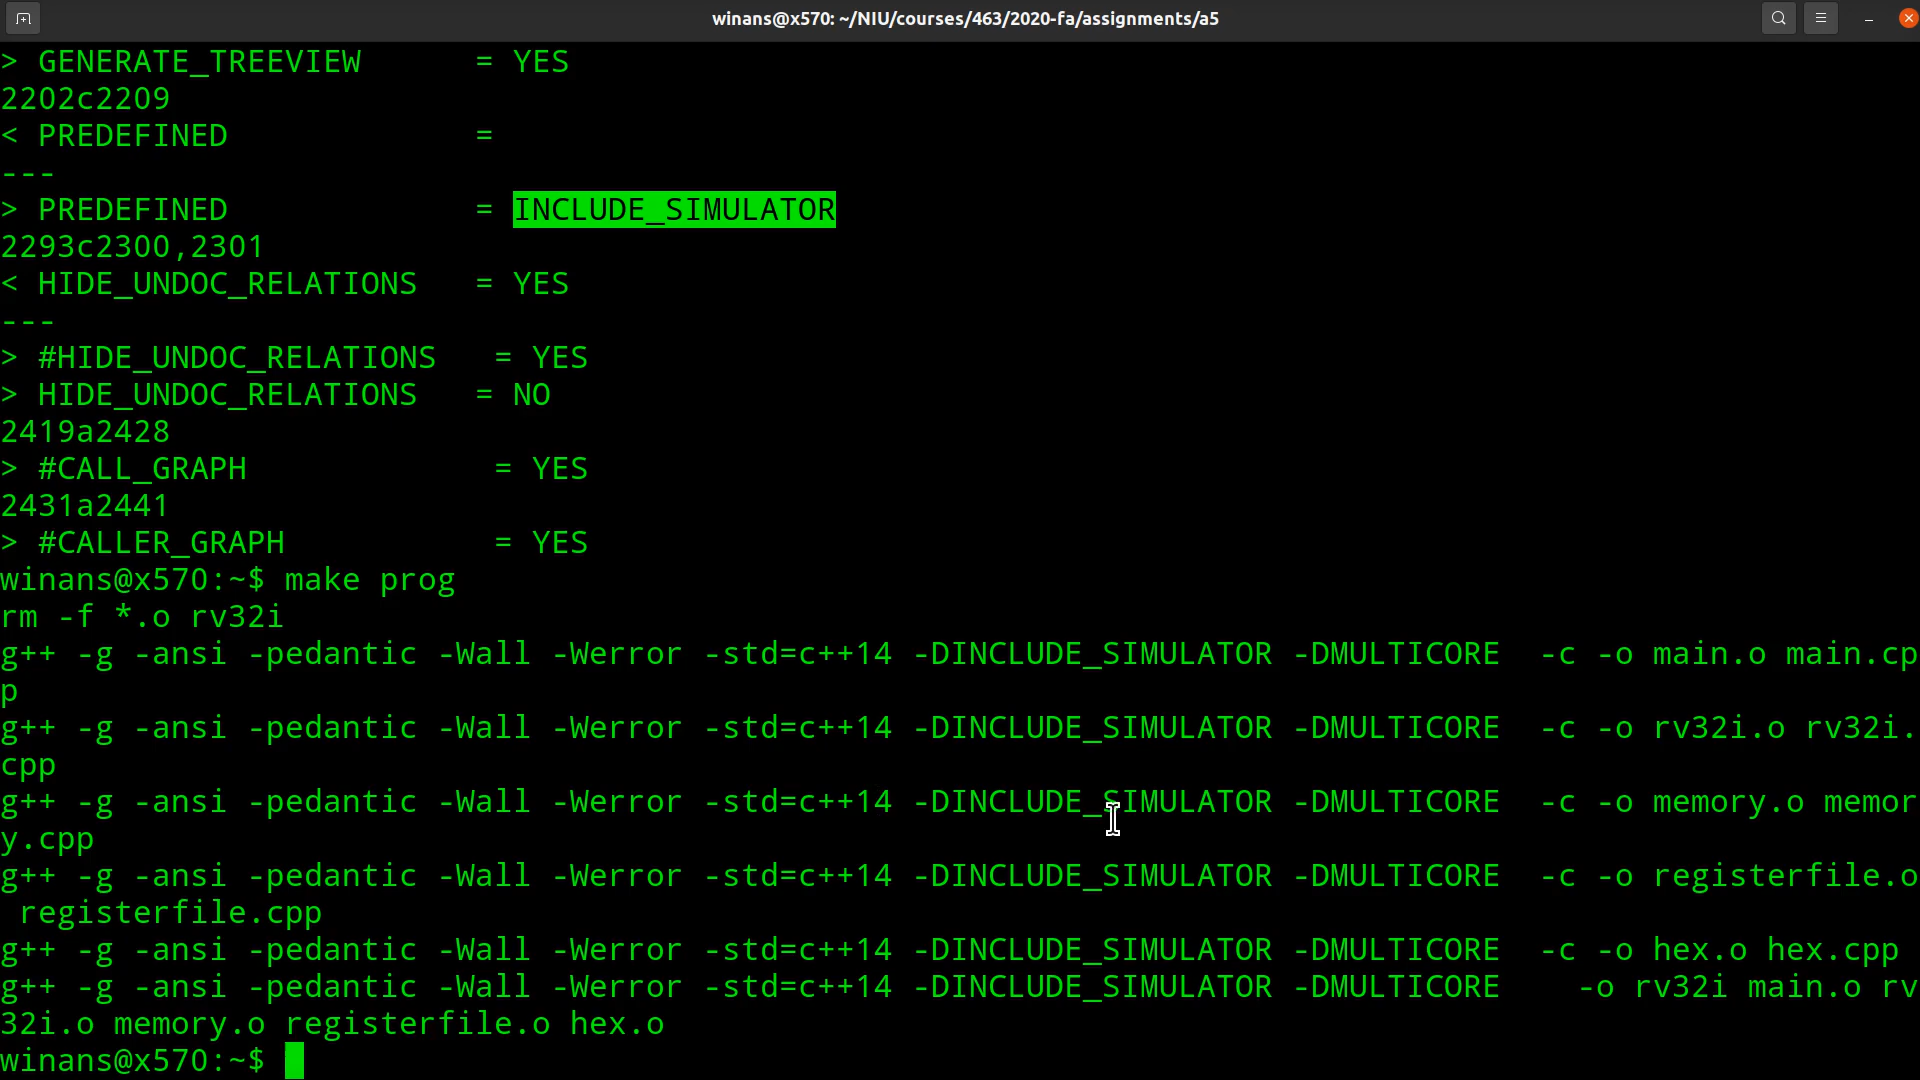 winans@x570: ~/NIU/courses/463/2020-fa/assignments/a5
> GENERATE_TREEVIEW      = YES
2202c2209
< PREDEFINED             =
---
> PREDEFINED             = INCLUDE_SIMULATOR
2293c2300,2301
< HIDE_UNDOC_RELATIONS   = YES
---
> #HIDE_UNDOC_RELATIONS   = YES
> HIDE_UNDOC_RELATIONS   = NO
2419a2428
> #CALL_GRAPH             = YES
2431a2441
> #CALLER_GRAPH           = YES
winans@x570:~$ make prog
rm -f *.o rv32i
g++ -g -ansi -pedantic -Wall -Werror -std=c++14 -DINCLUDE_SIMULATOR -DMULTICORE  -c -o main.o main.cp
p
g++ -g -ansi -pedantic -Wall -Werror -std=c++14 -DINCLUDE_SIMULATOR -DMULTICORE  -c -o rv32i.o rv32i.
cpp
g++ -g -ansi -pedantic -Wall -Werror -std=c++14 -DINCLUDE_SIMULATOR -DMULTICORE  -c -o memory.o memor
y.cpp
g++ -g -ansi -pedantic -Wall -Werror -std=c++14 -DINCLUDE_SIMULATOR -DMULTICORE  -c -o registerfile.o
 registerfile.cpp
g++ -g -ansi -pedantic -Wall -Werror -std=c++14 -DINCLUDE_SIMULATOR -DMULTICORE  -c -o hex.o hex.cpp
g++ -g -ansi -pedantic -Wall -Werror -std=c++14 -DINCLUDE_SIMULATOR -DMULTICORE    -o rv32i main.o rv
32i.o memory.o registerfile.o hex.o
winans@x570:~$